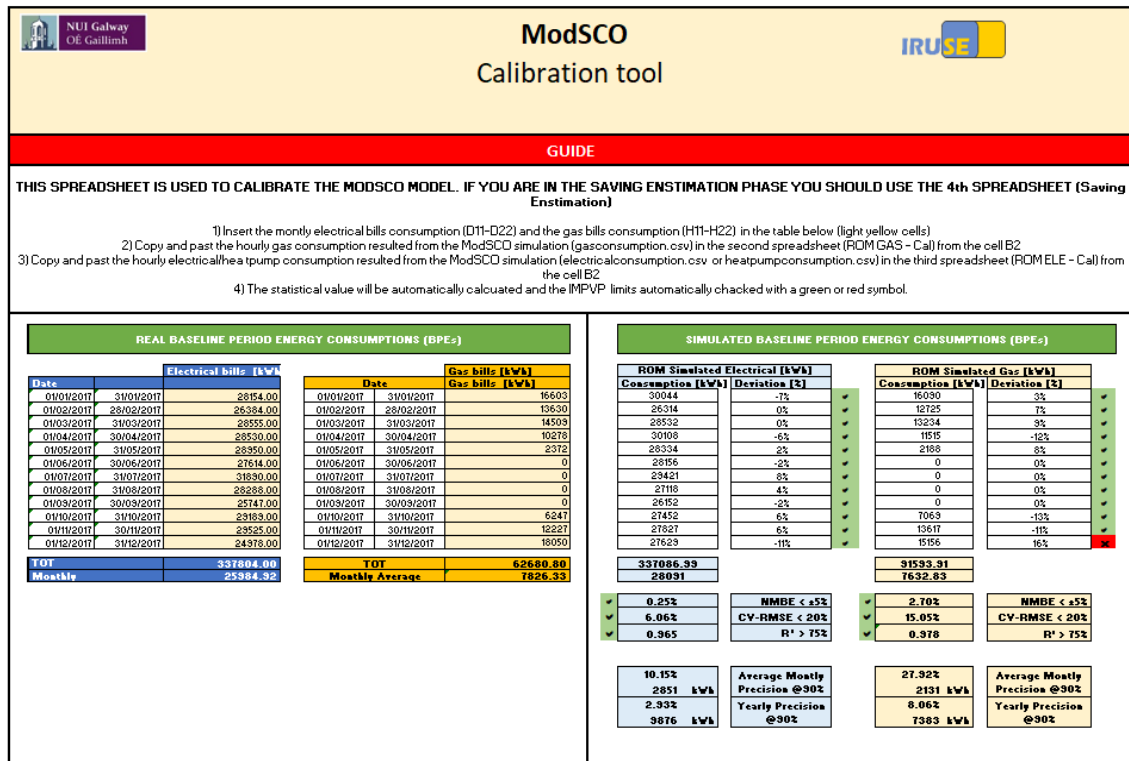 NUI Galway
OÉ Gaillimh
ModSCO
Calibration tool
IRUSE
GUIDE
THIS SPREADSHEET IS USED TO CALIBRATE THE MODSCO MODEL. IF YOU ARE IN THE SAVING ENSTIMATION PHASE YOU SHOULD USE THE 4th SPREADSHEET (Saving
Enstimation)
1) Insert the montly electrical bills consumption (D11-D22) and the gas bills consumption (H11-H22) in the table below (light yellow cells)
2) Copy and past the hourly gas consumption resulted from the ModSCO simulation (gasconsumption.csv) in the second spreadsheet (ROM GAS - Cal) from the cell B2
3) Copy and past the hourly electrical/hea tpump consumption resulted from the ModSCO simulation (electricalconsumption.csv or heatpumpconsumption.csv) in the third spreadsheet (ROM ELE - Cal) from
the cell B2
4) The statistical value will be automatically calcuated and the IMPVP limits automatically chacked with a green or red symbol.
REAL BASELINE PERIOD ENERGY CONSUMPTIONS (BPEs)
Electrical bills [kWh
Date
01/01/2017 31/01/2017 28154.00
01/02/2017 28/02/2017 26384.00
01/03/2017 31/03/2017 28555.00
01/04/2017 30/04/2017 28530.00
01/05/2017 31/05/2017 28950.00
01/06/2017 30/06/2017 27614.00
01/07/2017 31/07/2017 31890.00
01/08/2017 31/08/2017 28288.00
01/09/2017 30/09/2017 25747.00
01/10/2017 31/10/2017 29189.00
01/11/2017 30/11/2017 29525.00
01/12/2017 31/12/2017 24978.00
TOT 337804.00
Monthly 25984.92
Gas bills [kWh]
Date Gas bills [kWh]
01/01/2017 31/01/2017 16603
01/02/2017 28/02/2017 13630
01/03/2017 31/03/2017 14509
01/04/2017 30/04/2017 10278
01/05/2017 31/05/2017 2372
01/06/2017 30/06/2017 0
01/07/2017 31/07/2017 0
01/08/2017 31/08/2017 0
01/09/2017 30/09/2017 0
01/10/2017 31/10/2017 6247
01/11/2017 30/11/2017 12227
01/12/2017 31/12/2017 18050
TOT 62680.80
Monthly Average 7826.33
SIMULATED BASELINE PERIOD ENERGY CONSUMPTIONS (BPEs)
ROM Simulated Electrical [kWh]
Consumption [kWh] Deviation [%]
30044 -7%
26314 0%
28532 0%
30108 -6%
28334 2%
28156 -2%
29421 8%
27118 4%
26152 -2%
27452 6%
27827 6%
27629 -11%
337086.99
28091
0.25% NMBE < ±5%
6.06% CV-RMSE < 20%
0.965 R' > 75%
10.15% Average Montly
2851 kWh Precision @90%
2.93% Yearly Precision
9876 kWh @90%
ROM Simulated Gas [kWh]
Consumption [kWh] Deviation [%]
16090 3%
12725 7%
13234 9%
11515 -12%
2188 8%
0 0%
0 0%
0 0%
0 0%
7069 -13%
13617 -11%
15156 16%
91593.91
7632.83
2.70% NMBE < ±5%
15.05% CV-RMSE < 20%
0.978 R' > 75%
27.92% Average Montly
2131 kWh Precision @90%
8.06% Yearly Precision
7383 kWh @90%